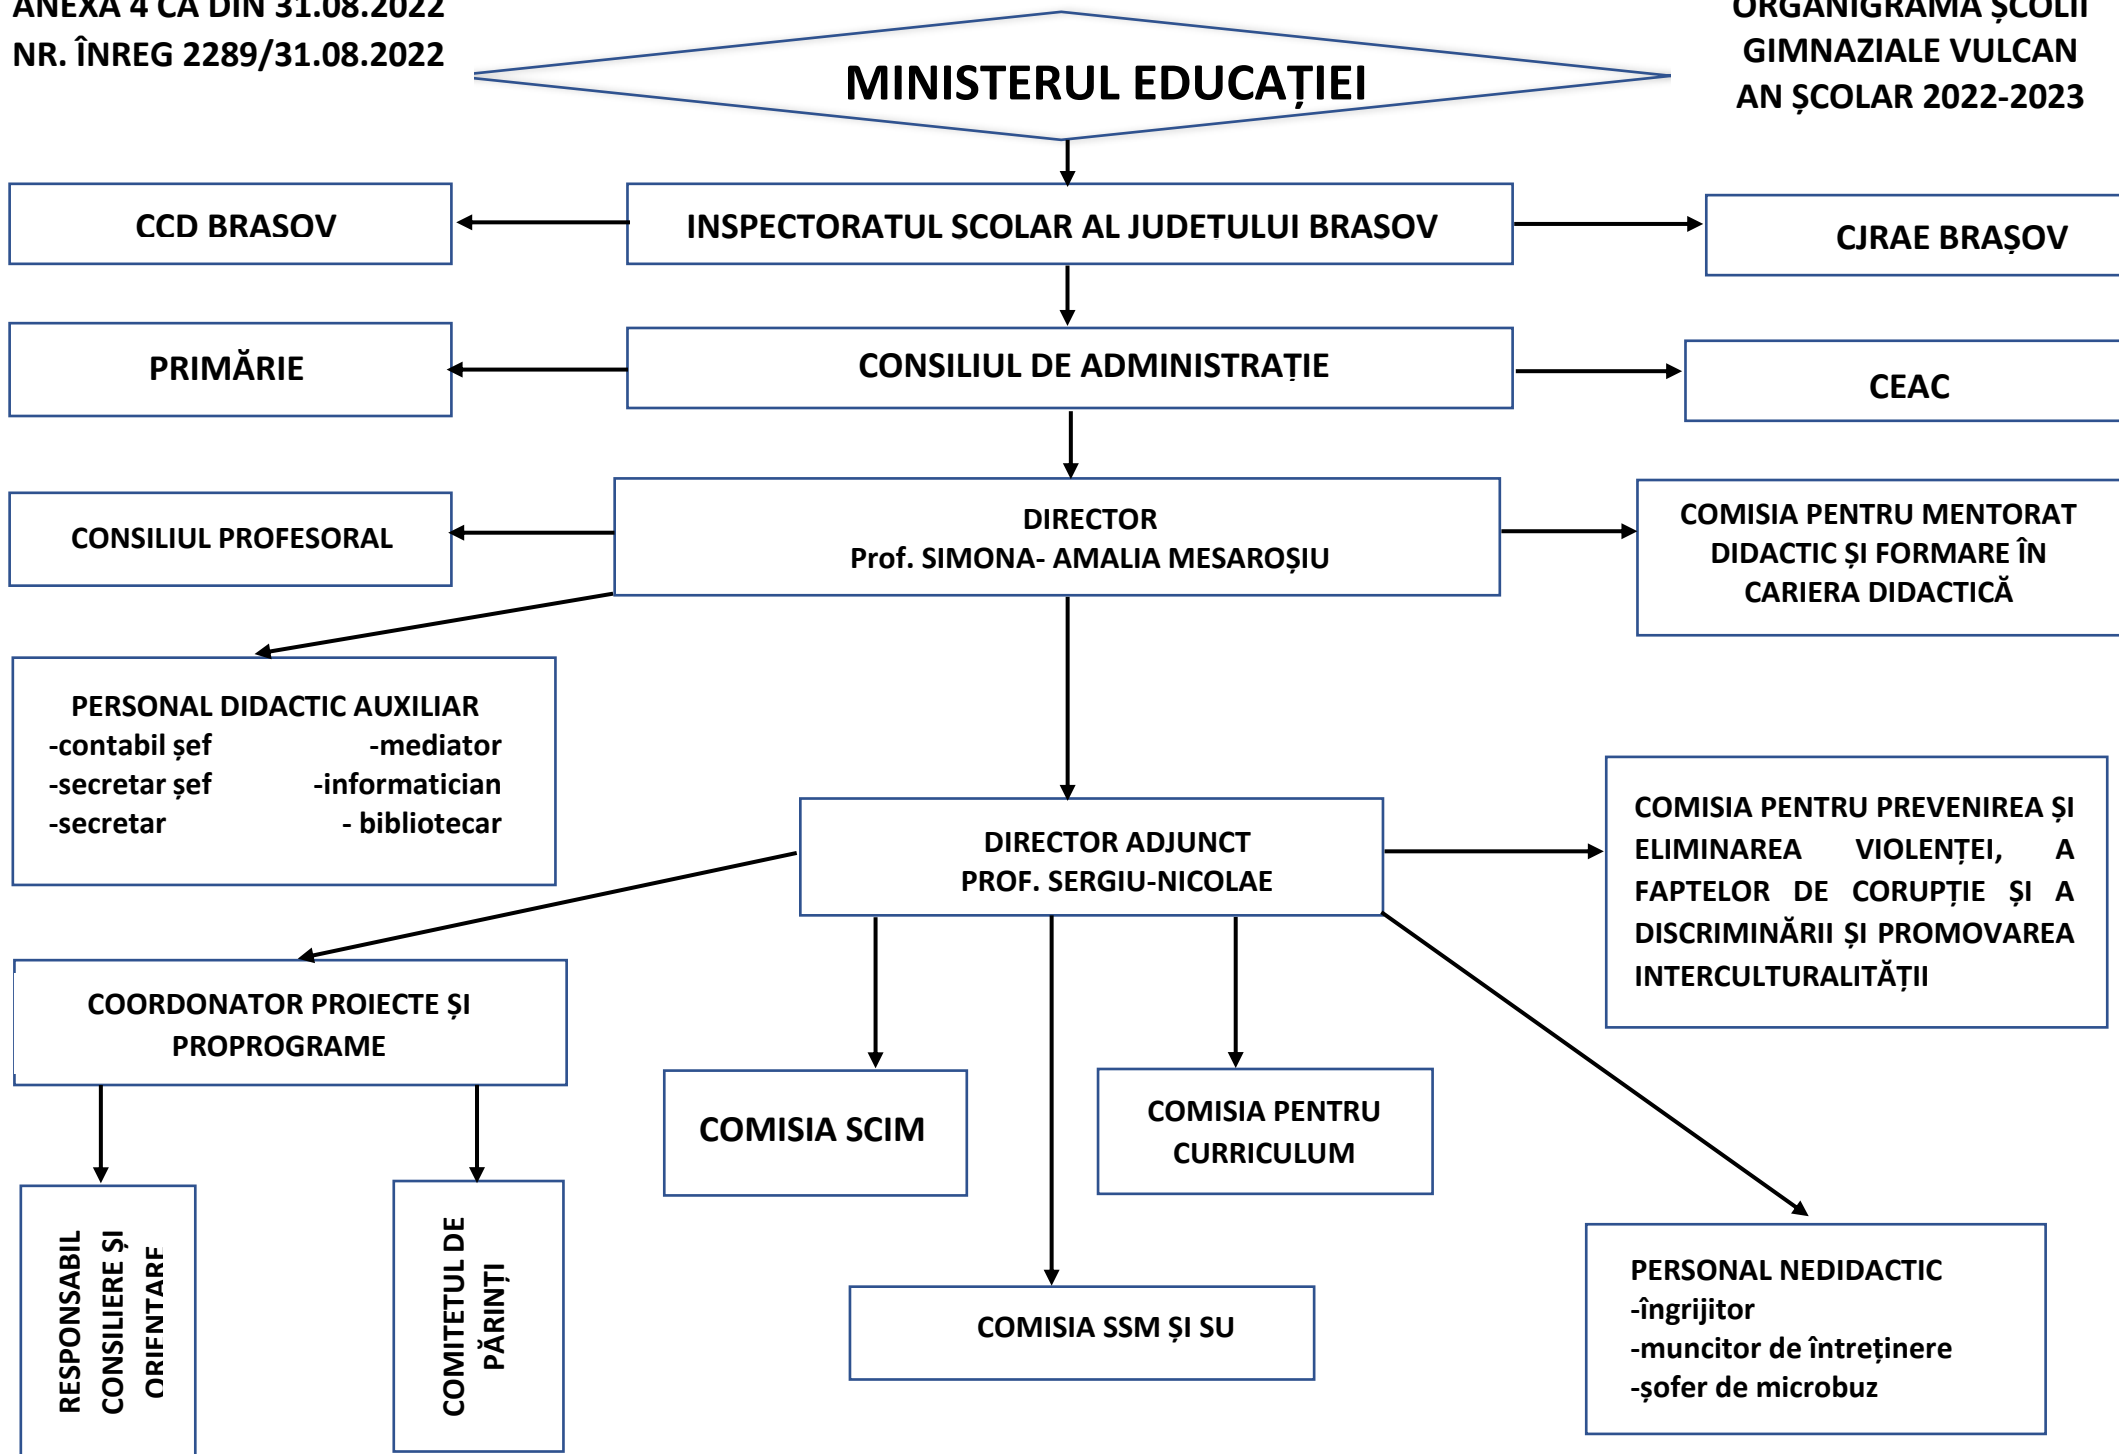 ANEXA 4 CA DIN 31.08.2022
NR. ÎNREG 2289/31.08.2022
ORGANIGRAMA ȘCOLII
GIMNAZIALE VULCAN
AN ȘCOLAR 2022-2023
MINISTERUL EDUCAȚIEI
CCD BRASOV
INSPECTORATUL SCOLAR AL JUDEȚULUI BRASOV
CJRAE BRAȘOV
PRIMĂRIE
CONSILIUL DE ADMINISTRAȚIE
CEAC
CONSILIUL PROFESORAL
DIRECTOR
Prof. SIMONA- AMALIA MESAROȘIU
COMISIA PENTRU MENTORAT
DIDACTIC ȘI FORMARE ÎN
CARIERA DIDACTICĂ
PERSONAL DIDACTIC AUXILIAR
-contabil șef -mediator
-secretar șef -informatician
-secretar - bibliotecar
DIRECTOR ADJUNCT
PROF. SERGIU-NICOLAE
COMISIA PENTRU PREVENIREA ȘI
ELIMINAREA VIOLENȚEI, A
FAPTELOR DE CORUPȚIE ȘI A
DISCRIMINĂRII ȘI PROMOVAREA
INTERCULTURALITĂȚII
COORDONATOR PROIECTE ȘI
PROPROGRAME
COMISIA SCIM
COMISIA PENTRU
CURRICULUM
RESPONSABIL
CONSILIERE ȘI
ORIENTARE
COMITETUL DE
PĂRINȚI
COMISIA SSM ȘI SU
PERSONAL NEDIDACTIC
-îngrijitor
-muncitor de întreținere
-șofer de microbuz